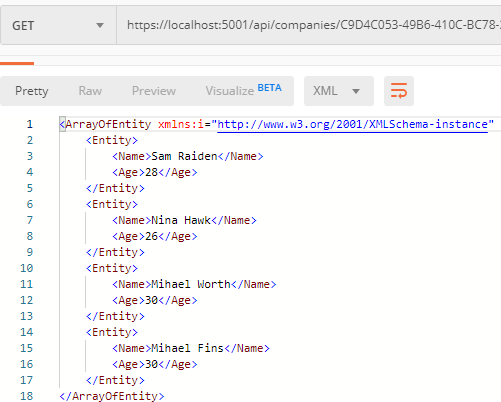 GET https://localhost:5001/api/companies/C9D4C053-49B6-410C-BC78-
Pretty Raw Preview Visualize BETA XML
1 <ArrayOfEntity xmlns:i="http://www.w3.org/2001/XMLSchema-instance"
2 <Entity>
3 <Name>Sam Raiden</Name>
4 <Age>28</Age>
5 </Entity>
6 <Entity>
7 <Name>Nina Hawk</Name>
8 <Age>26</Age>
9 </Entity>
10 <Entity>
11 <Name>Mihael Worth</Name>
12 <Age>30</Age>
13 </Entity>
14 <Entity>
15 <Name>Mihael Fins</Name>
16 <Age>30</Age>
17 </Entity>
18 </ArrayOfEntity>